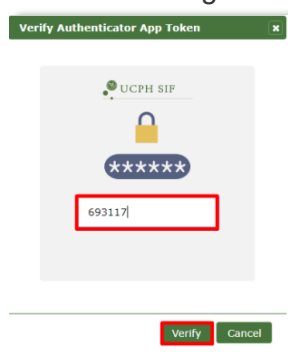 Verify Authenticator App Token
UCPH SIF
******
693117
Verify Cancel